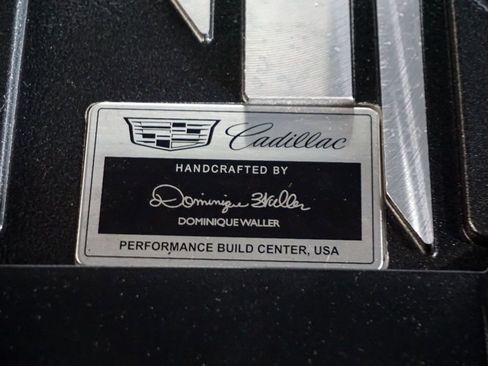 Cadillac
HANDCRAFTED BY
Dominique Waller
DOMINIQUE WALLER
PERFORMANCE BUILD CENTER, USA